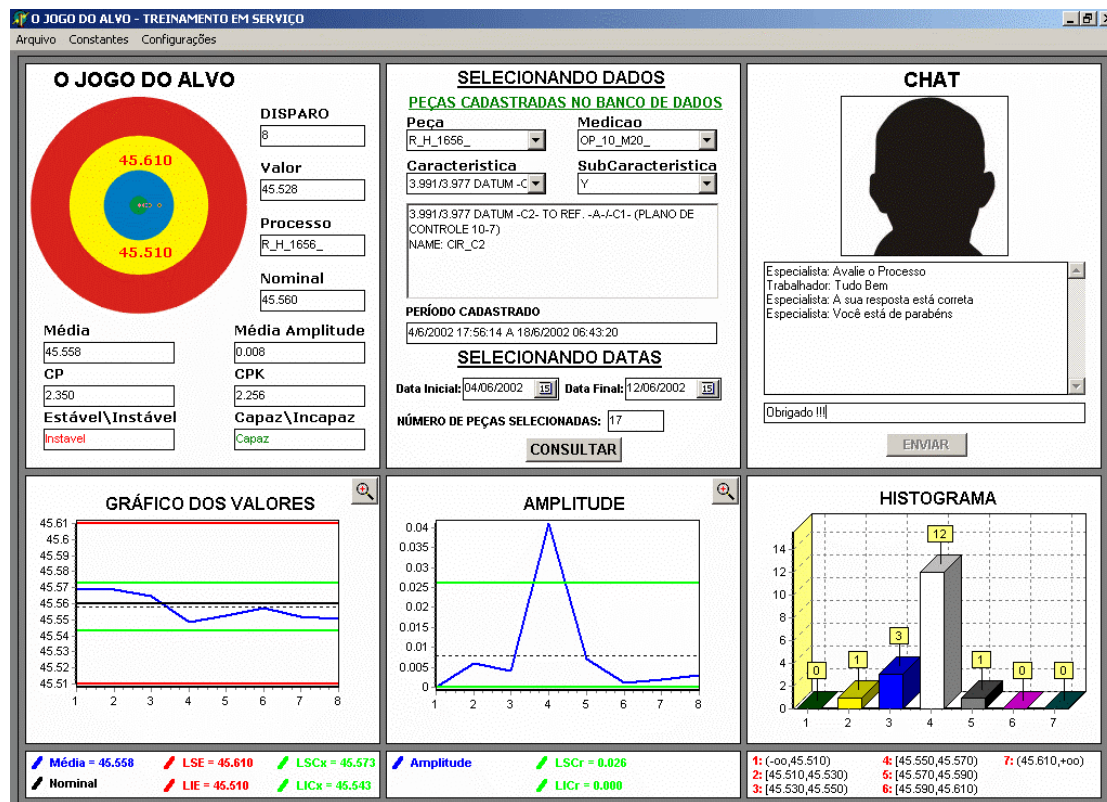 O JOGO DO ALVO - TREINAMENTO EM SERVIÇO
Arquivo Constantes Configurações
O JOGO DO ALVO
45.610
45.510
DISPARO
8
Valor
45.528
Processo
R_H_1656_
Nominal
45.560
Média Média Amplitude
45.558 0.008
CP CPK
2.350 2.256
Estável\Instável Capaz\Incapaz
Instavel Capaz
SELECIONANDO DADOS
PEÇAS CADASTRADAS NO BANCO DE DADOS
Peça Medicao
R_H_1656_ OP_10_M20_
Caracteristica SubCaracteristica
3.991/3.977 DATUM -C Y
3.991/3.977 DATUM -C2- TO REF. -A-/-C1- (PLANO DE
CONTROLE 10-7)
NAME: CIR_C2
PERÍODO CADASTRADO
4/6/2002 17:56:14 A 18/6/2002 06:43:20
SELECIONANDO DATAS
Data Inicial: 04/06/2002 15 Data Final: 12/06/2002 15
NÚMERO DE PEÇAS SELECIONADAS: 17
CONSULTAR
CHAT
Especialista: Avalie o Processo
Trabalhador: Tudo Bem
Especialista: A sua resposta está correta
Especialista: Você está de parabéns
Obrigado !!!
ENVIAR
GRÁFICO DOS VALORES
45.61
45.6
45.59
45.58
45.57
45.56
45.55
45.54
45.53
45.52
45.51
1 2 3 4 5 6 7 8
Média = 45.558 LSE = 45.610 LSCx = 45.573
Nominal LIE = 45.510 LICx = 45.543
AMPLITUDE
0.04
0.035
0.03
0.025
0.02
0.015
0.01
0.005
0
1 2 3 4 5 6 7 8
Amplitude LSCr = 0.026
LICr = 0.000
HISTOGRAMA
14
12
10
8
6
4
2
0
0 1 3 12 1 0 0
1 2 3 4 5 6 7
1: (-oo,45.510) 4: [45.550,45.570) 7: (45.610,+oo)
2: [45.510,45.530) 5: [45.570,45.590)
3: [45.530,45.550) 6: [45.590,45.610)